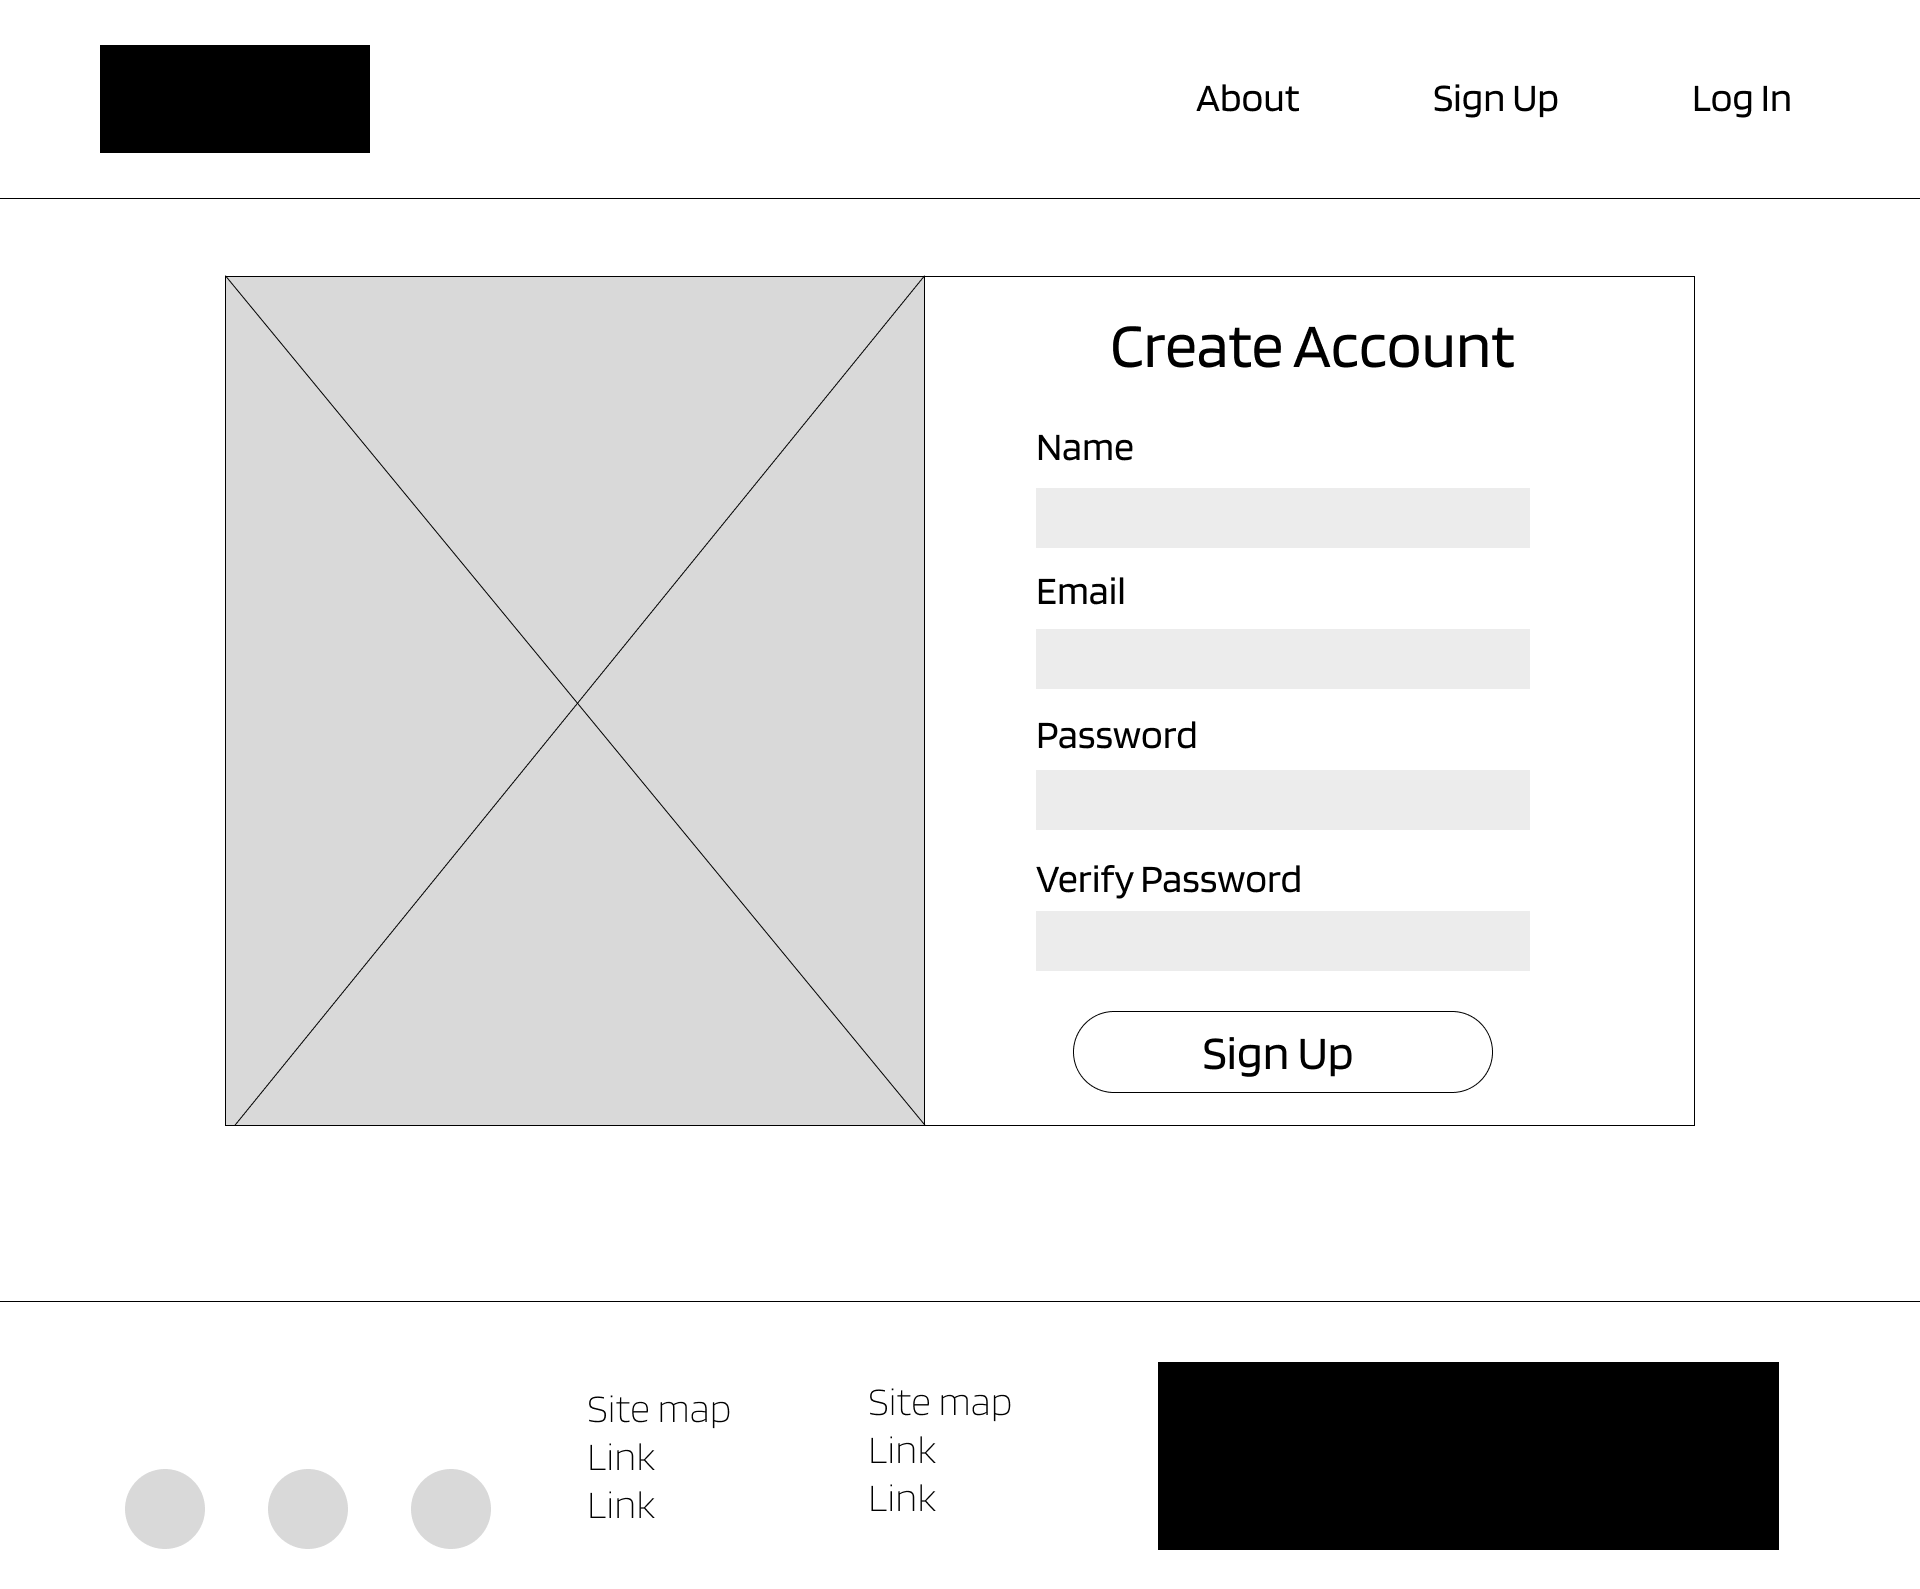 About
Sign Up
Log In
Create Account
Name
Email
Password
Verify Password
Sign Up
Site map
Link
Link
Site map
Link
Link